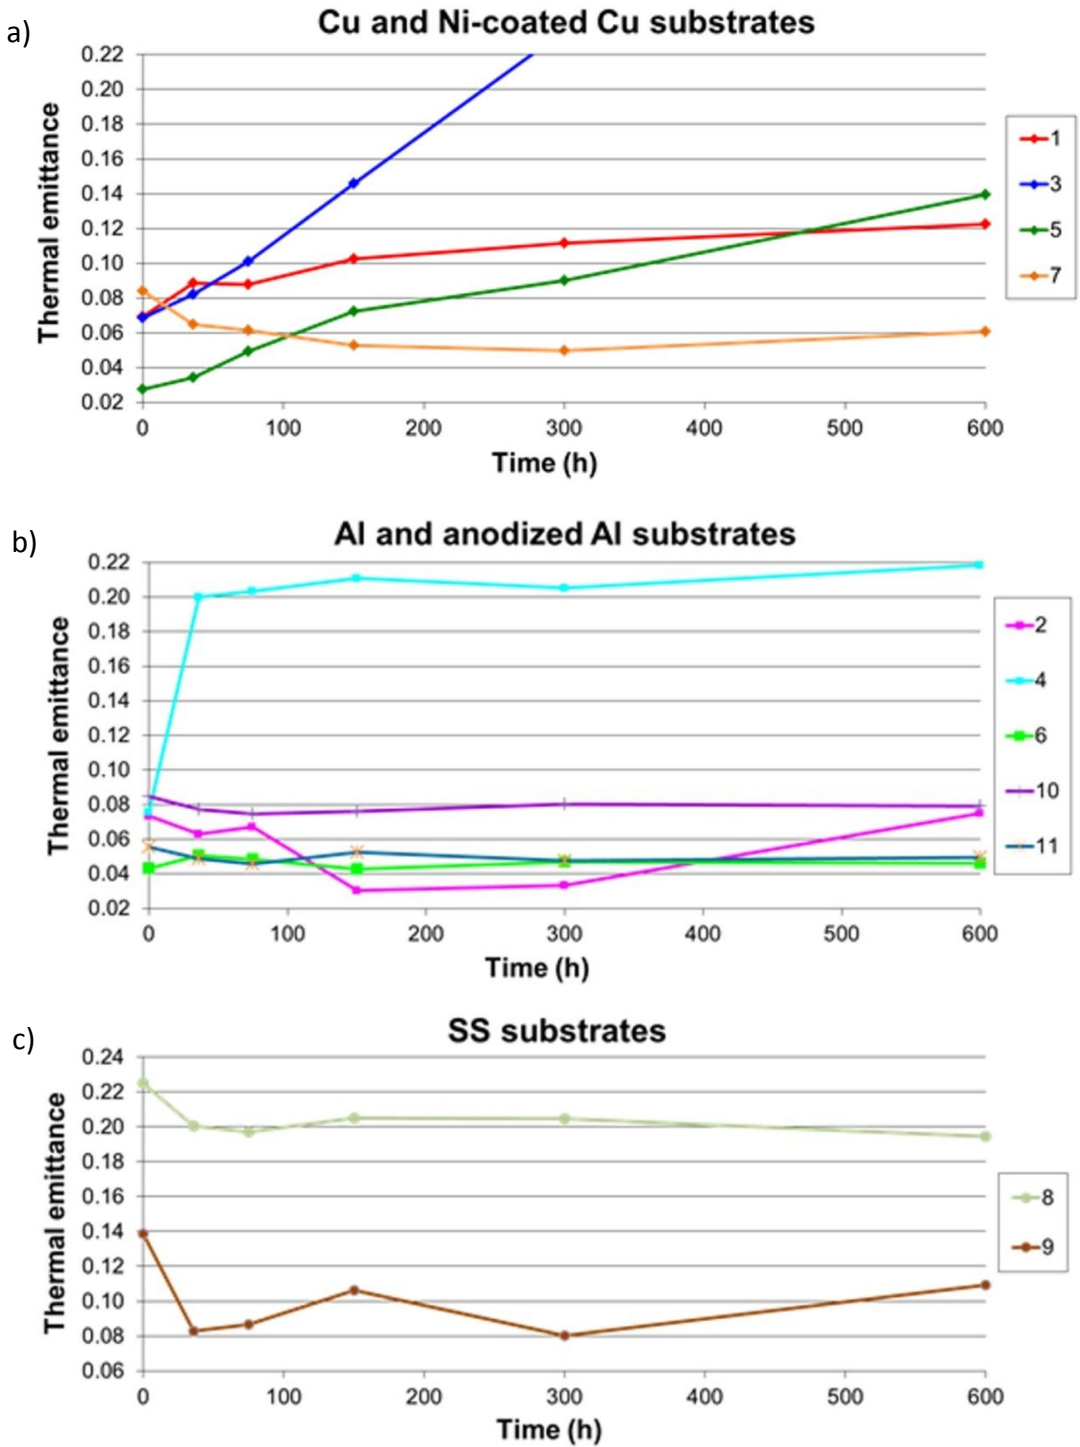 a)
Cu and Ni-coated Cu substrates
0.22
0.20
0.18
0.16
0.14
0.12
0.10
0.08
0.06
0.04
0.02
Thermal emittance
0 100 200 300 400 500 600
Time (h)
1
3
5
7
b)
Al and anodized Al substrates
0.22
0.20
0.18
0.16
0.14
0.12
0.10
0.08
0.06
0.04
0.02
Thermal emittance
0 100 200 300 400 500 600
Time (h)
2
4
6
10
11
c)
SS substrates
0.24
0.22
0.20
0.18
0.16
0.14
0.12
0.10
0.08
0.06
Thermal emittance
0 100 200 300 400 500 600
Time (h)
8
9